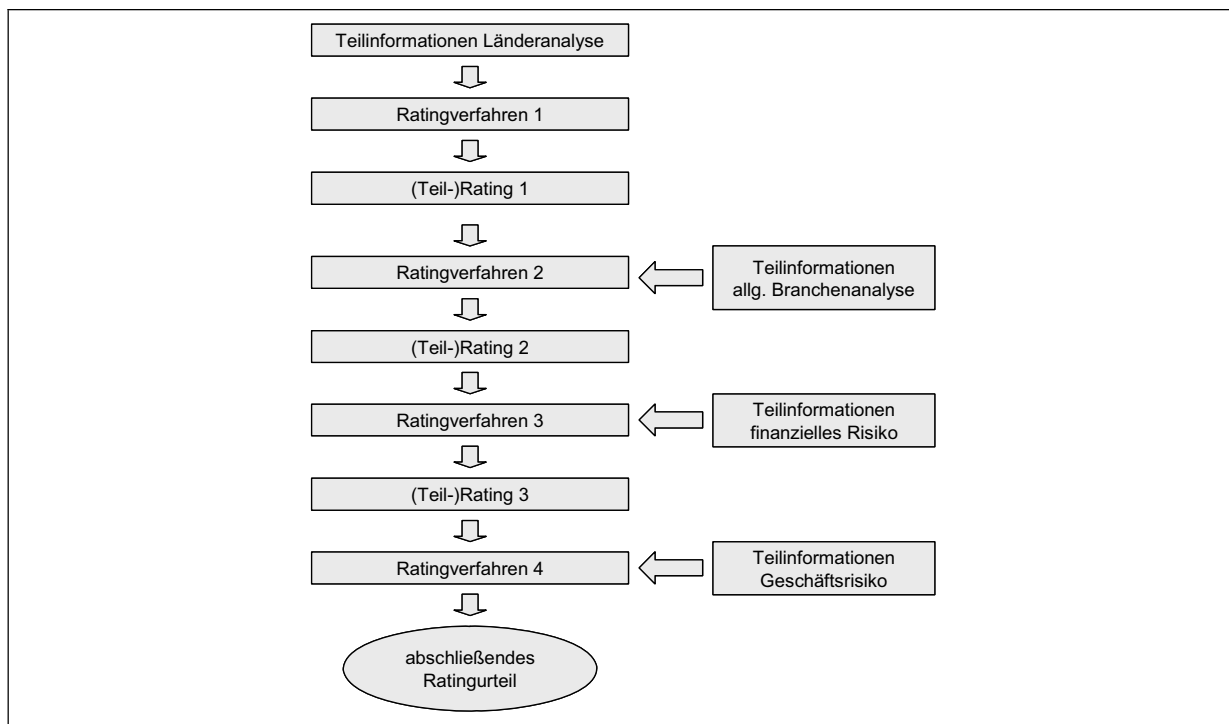 Teilinformationen Länderanalyse
Ratingverfahren 1
(Teil-)Rating 1
Ratingverfahren 2
Teilinformationen
allg. Branchenanalyse
(Teil-)Rating 2
Ratingverfahren 3
Teilinformationen
finanzielles Risiko
(Teil-)Rating 3
Ratingverfahren 4
Teilinformationen
Geschäftsrisiko
abschließendes
Ratingurteil